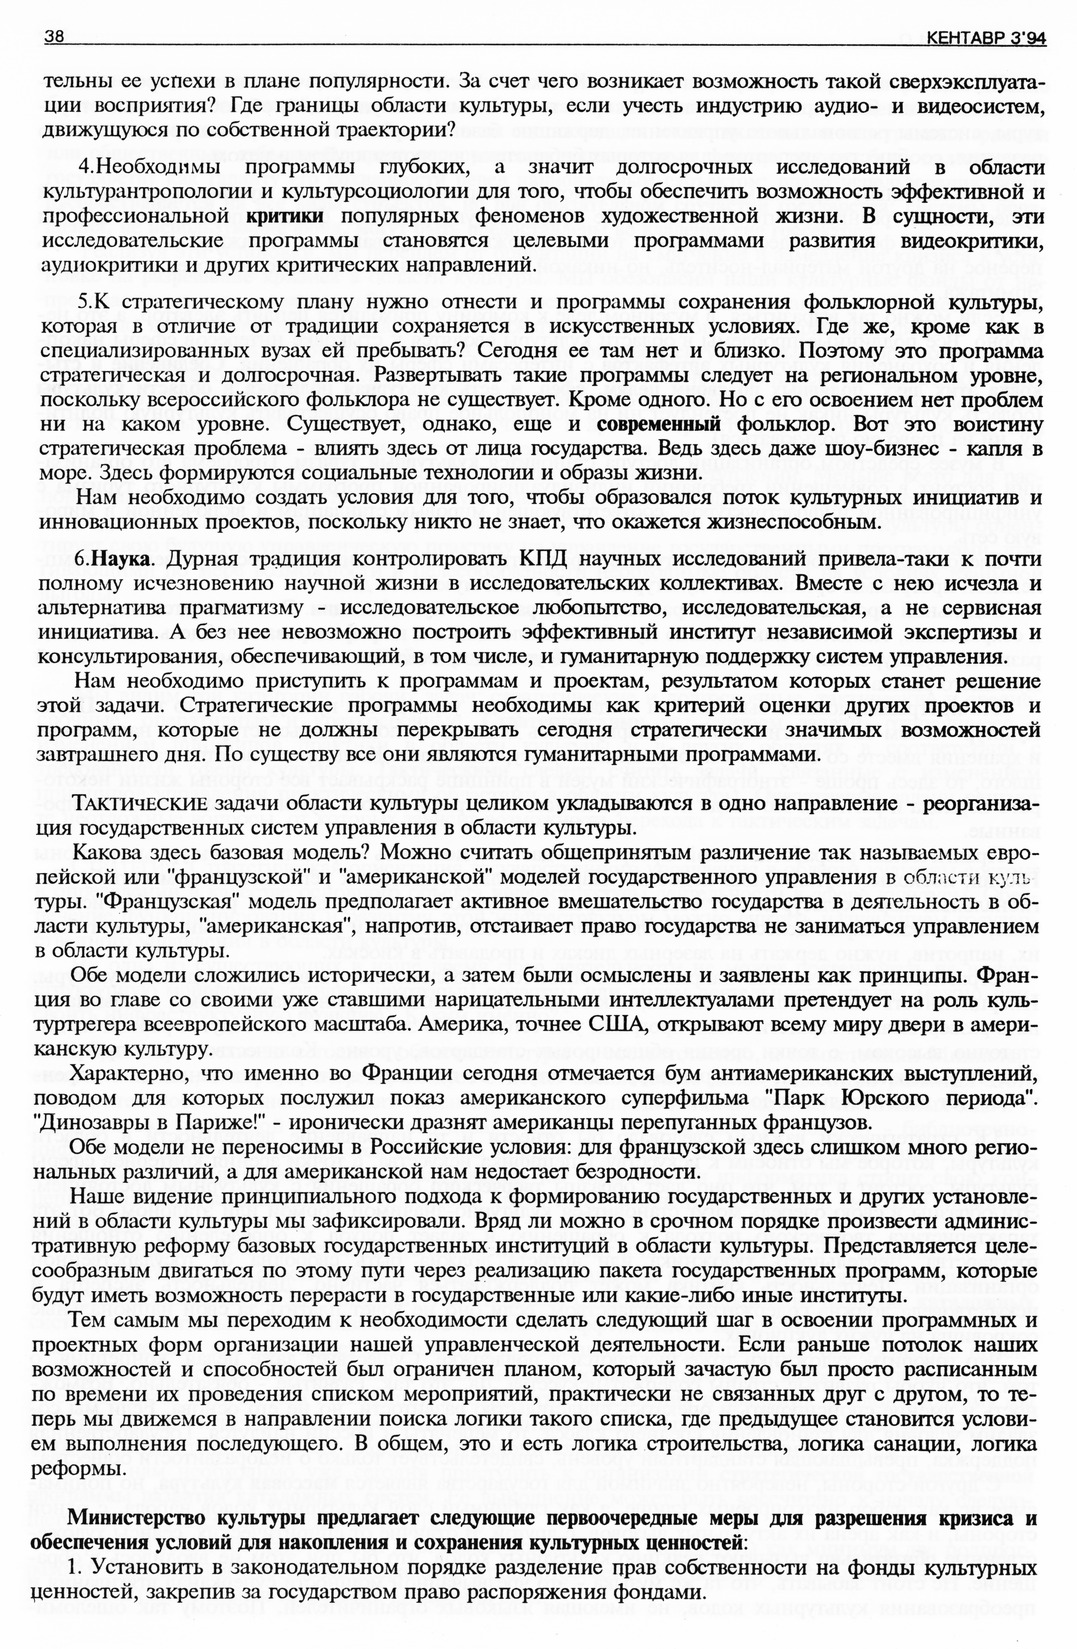 38 КЕНТАВР 3'94
тельны ее успехи в плане популярности. За счет чего возникает возможность такой сверхэксплуата-
ции восприятия? Где границы области культуры, если учесть индустрию аудио- и видеосистем,
движущуюся по собственной траектории?
4.Необходимы программы глубоких, а значит долгосрочных исследований в области
культурантропологии и культурсоциологии для того, чтобы обеспечить возможность эффективной и
профессиональной критики популярных феноменов художественной жизни. В сущности, эти
исследовательские программы становятся целевыми программами развития видеокритики,
аудиокритики и других критических направлений.
5.К стратегическому плану нужно отнести и программы сохранения фольклорной культуры,
которая в отличие от традиции сохраняется в искусственных условиях. Где же, кроме как в
специализированных вузах ей пребывать? Сегодня ее там нет и близко. Поэтому это программа
стратегическая и долгосрочная. Развертывать такие программы следует на региональном уровне,
поскольку всероссийского фольклора не существует. Кроме одного. Но с его освоением нет проблем
ни на каком уровне. Существует, однако, еще и современный фольклор. Вот это воистину
стратегическая проблема - влиять здесь от лица государства. Ведь здесь даже шоу-бизнес - капля в
море. Здесь формируются социальные технологии и образы жизни.
Нам необходимо создать условия для того, чтобы образовался поток культурных инициатив и
инновационных проектов, поскольку никто не знает, что окажется жизнеспособным.
6.Наука. Дурная традиция контролировать КПД научных исследований привела-таки к почти
полному исчезновению научной жизни в исследовательских коллективах. Вместе с нею исчезла и
альтернатива прагматизму - исследовательское любопытство, исследовательская, а не сервисная
инициатива. А без нее невозможно построить эффективный институт независимой экспертизы и
консультирования, обеспечивающий, в том числе, и гуманитарную поддержку систем управления.
Нам необходимо приступить к программам и проектам, результатом которых станет решение
этой задачи. Стратегические программы необходимы как критерий оценки других проектов и
программ, которые не должны перекрывать сегодня стратегически значимых возможностей
завтрашнего дня. По существу все они являются гуманитарными программами.
ТАКТИЧЕСКИЕ задачи области культуры целиком укладываются в одно направление - реорганиза-
ция государственных систем управления в области культуры.
Какова здесь базовая модель? Можно считать общепринятым различение так называемых евро-
пейской или "французской" и "американской" моделей государственного управления в области куль-
туры. "Французская" модель предполагает активное вмешательство государства в деятельность в об-
ласти культуры, "американская", напротив, отстаивает право государства не заниматься управлением
в области культуры.
Обе модели сложились исторически, а затем были осмыслены и заявлены как принципы. Фран-
ция во главе со своими уже ставшими нарицательными интеллектуалами претендует на роль куль-
туртрегера всеевропейского масштаба. Америка, точнее США, открывают всему миру двери в амери-
канскую культуру.
Характерно, что именно во Франции сегодня отмечается бум антиамериканских выступлений,
поводом для которых послужил показ американского суперфильма "Парк Юрского периода".
"Динозавры в Париже!" - иронически дразнят американцы перепуганных французов.
Обе модели не переносимы в Российские условия: для французской здесь слишком много регио-
нальных различий, а для американской нам недостает безродности.
Наше видение принципиального подхода к формированию государственных и других установле-
ний в области культуры мы зафиксировали. Вряд ли можно в срочном порядке произвести админис-
тративную реформу базовых государственных институций в области культуры. Представляется целе-
сообразным двигаться по этому пути через реализацию пакета государственных программ, которые
будут иметь возможность перерасти в государственные или какие-либо иные институты.
Тем самым мы переходим к необходимости сделать следующий шаг в освоении программных и
проектных форм организации нашей управленческой деятельности. Если раньше потолок наших
возможностей и способностей был ограничен планом, который зачастую был просто расписанным
по времени их проведения списком мероприятий, практически не связанных друг с другом, то те-
перь мы движемся в направлении поиска логики такого списка, где предыдущее становится услови-
ем выполнения последующего. В общем, это и есть логика строительства, логика санации, логика
реформы.
Министерство культуры предлагает следующие первоочередные меры для разрешения кризиса и
обеспечения условий для накопления и сохранения культурных ценностей:
1. Установить в законодательном порядке разделение прав собственности на фонды культурных
ценностей, закрепив за государством право распоряжения фондами.